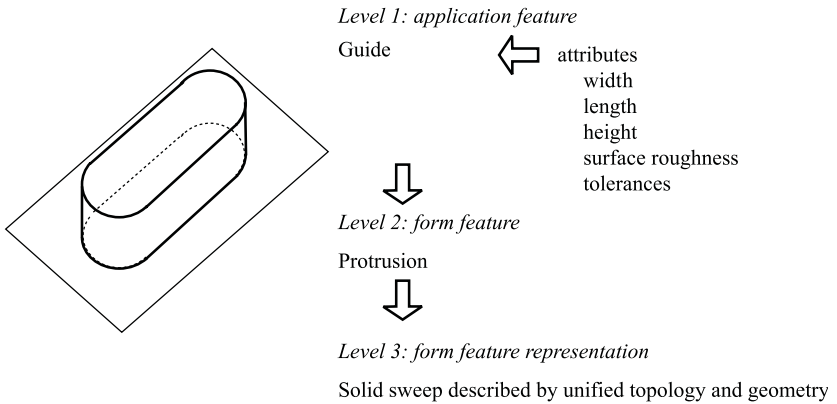 Level 1: application feature
Guide
attributes
width
length
height
surface roughness
tolerances
Level 2: form feature
Protrusion
Level 3: form feature representation
Solid sweep described by unified topology and geometry